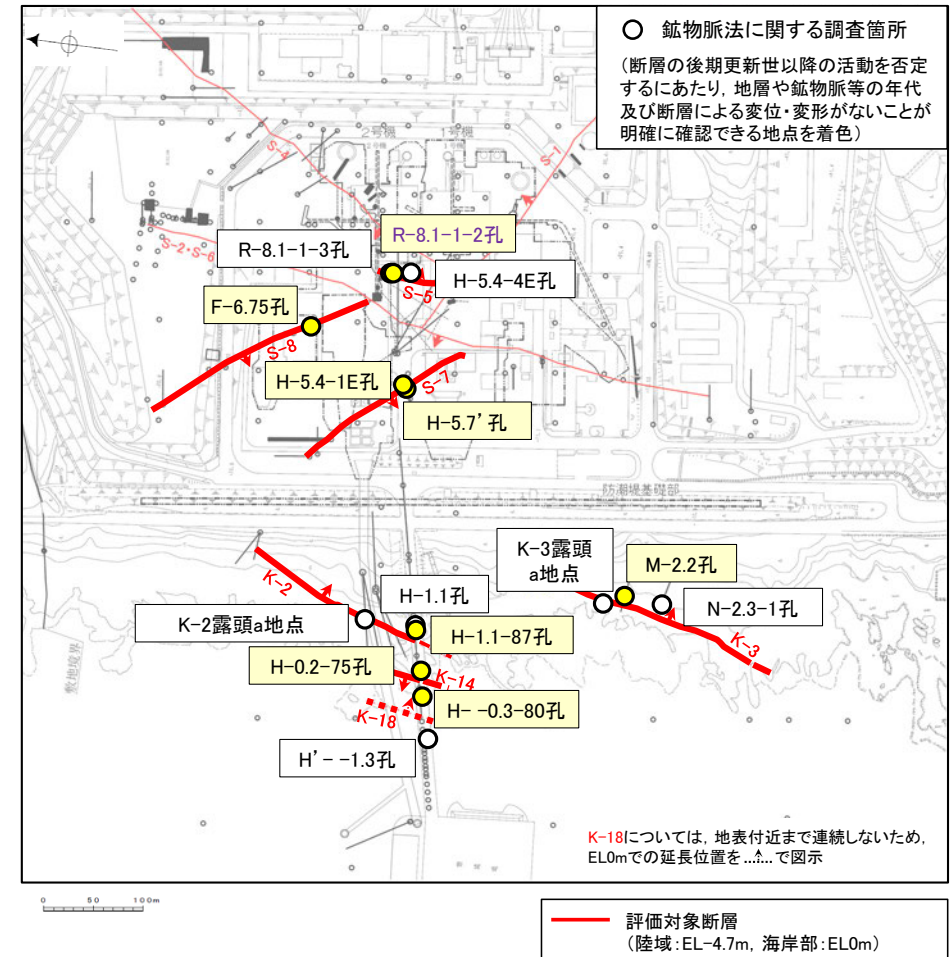 ○ 鉱物脈法に関する調査箇所
(断層の後期更新世以降の活動を否定
するにあたり，地層や鉱物脈等の年代
及び断層による変位・変形がないことが
明確に確認できる地点を着色)
2号機
1号機
S-4
S-1
S-2・S-6
R-8.1-1-3孔
R-8.1-1-2孔
H-5.4-4E孔
S-5
F-6.75孔
S-8
H-5.4-1E孔
S-7
H-5.7’孔
防潮堤基礎部
K-2
K-3露頭
a地点
M-2.2孔
H-1.1孔
N-2.3-1孔
K-2露頭a地点
H-1.1-87孔
K-3
H-0.2-75孔
K-14
K-18
H- -0.3-80孔
H’- -1.3孔
敷地境界
K-18については，地表付近まで連続しないため，
EL0mでの延長位置を で図示
0 50 100m
評価対象断層
(陸域:EL-4.7m，海岸部:EL0m)